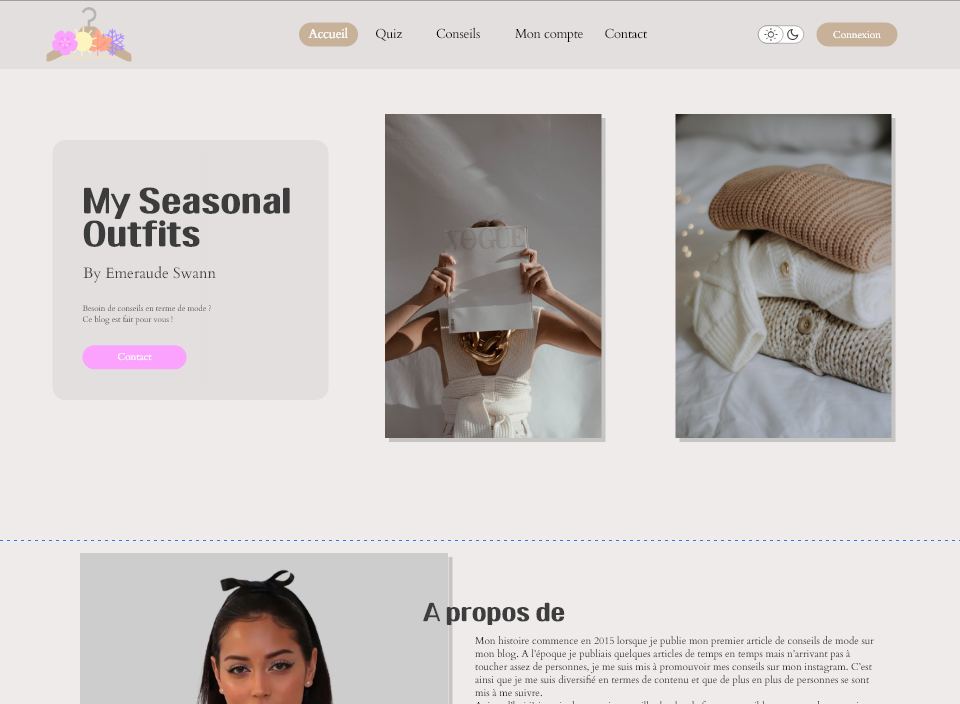 Accueil
Quiz
Conseils
Mon compte
Contact
Connexion
My Seasonal
Outfits
By Emeraude Swann
Besoin de conseils en terme de mode ?
Ce blog est fait pour vous !
Contact
VOGUE
A propos de
Mon histoire commence en 2015 lorsque je publie mon premier article de conseils de mode sur
mon blog. A l'époque je publiais quelques articles de temps en temps mais n'arrivant pas à
toucher assez de personnes, je me suis mis à promouvoir mes conseils sur mon instagram. C'est
ainsi que je me suis diversifié en termes de contenu et que de plus en plus de personnes se sont
mis à me suivre.